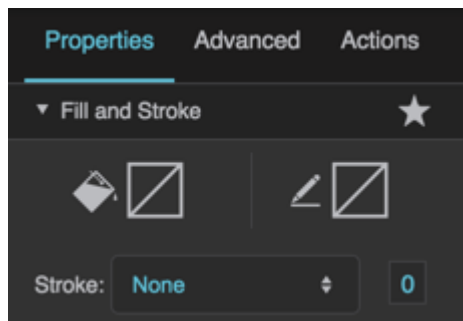 Properties Advanced Actions
Fill and Stroke
Stroke: None 0